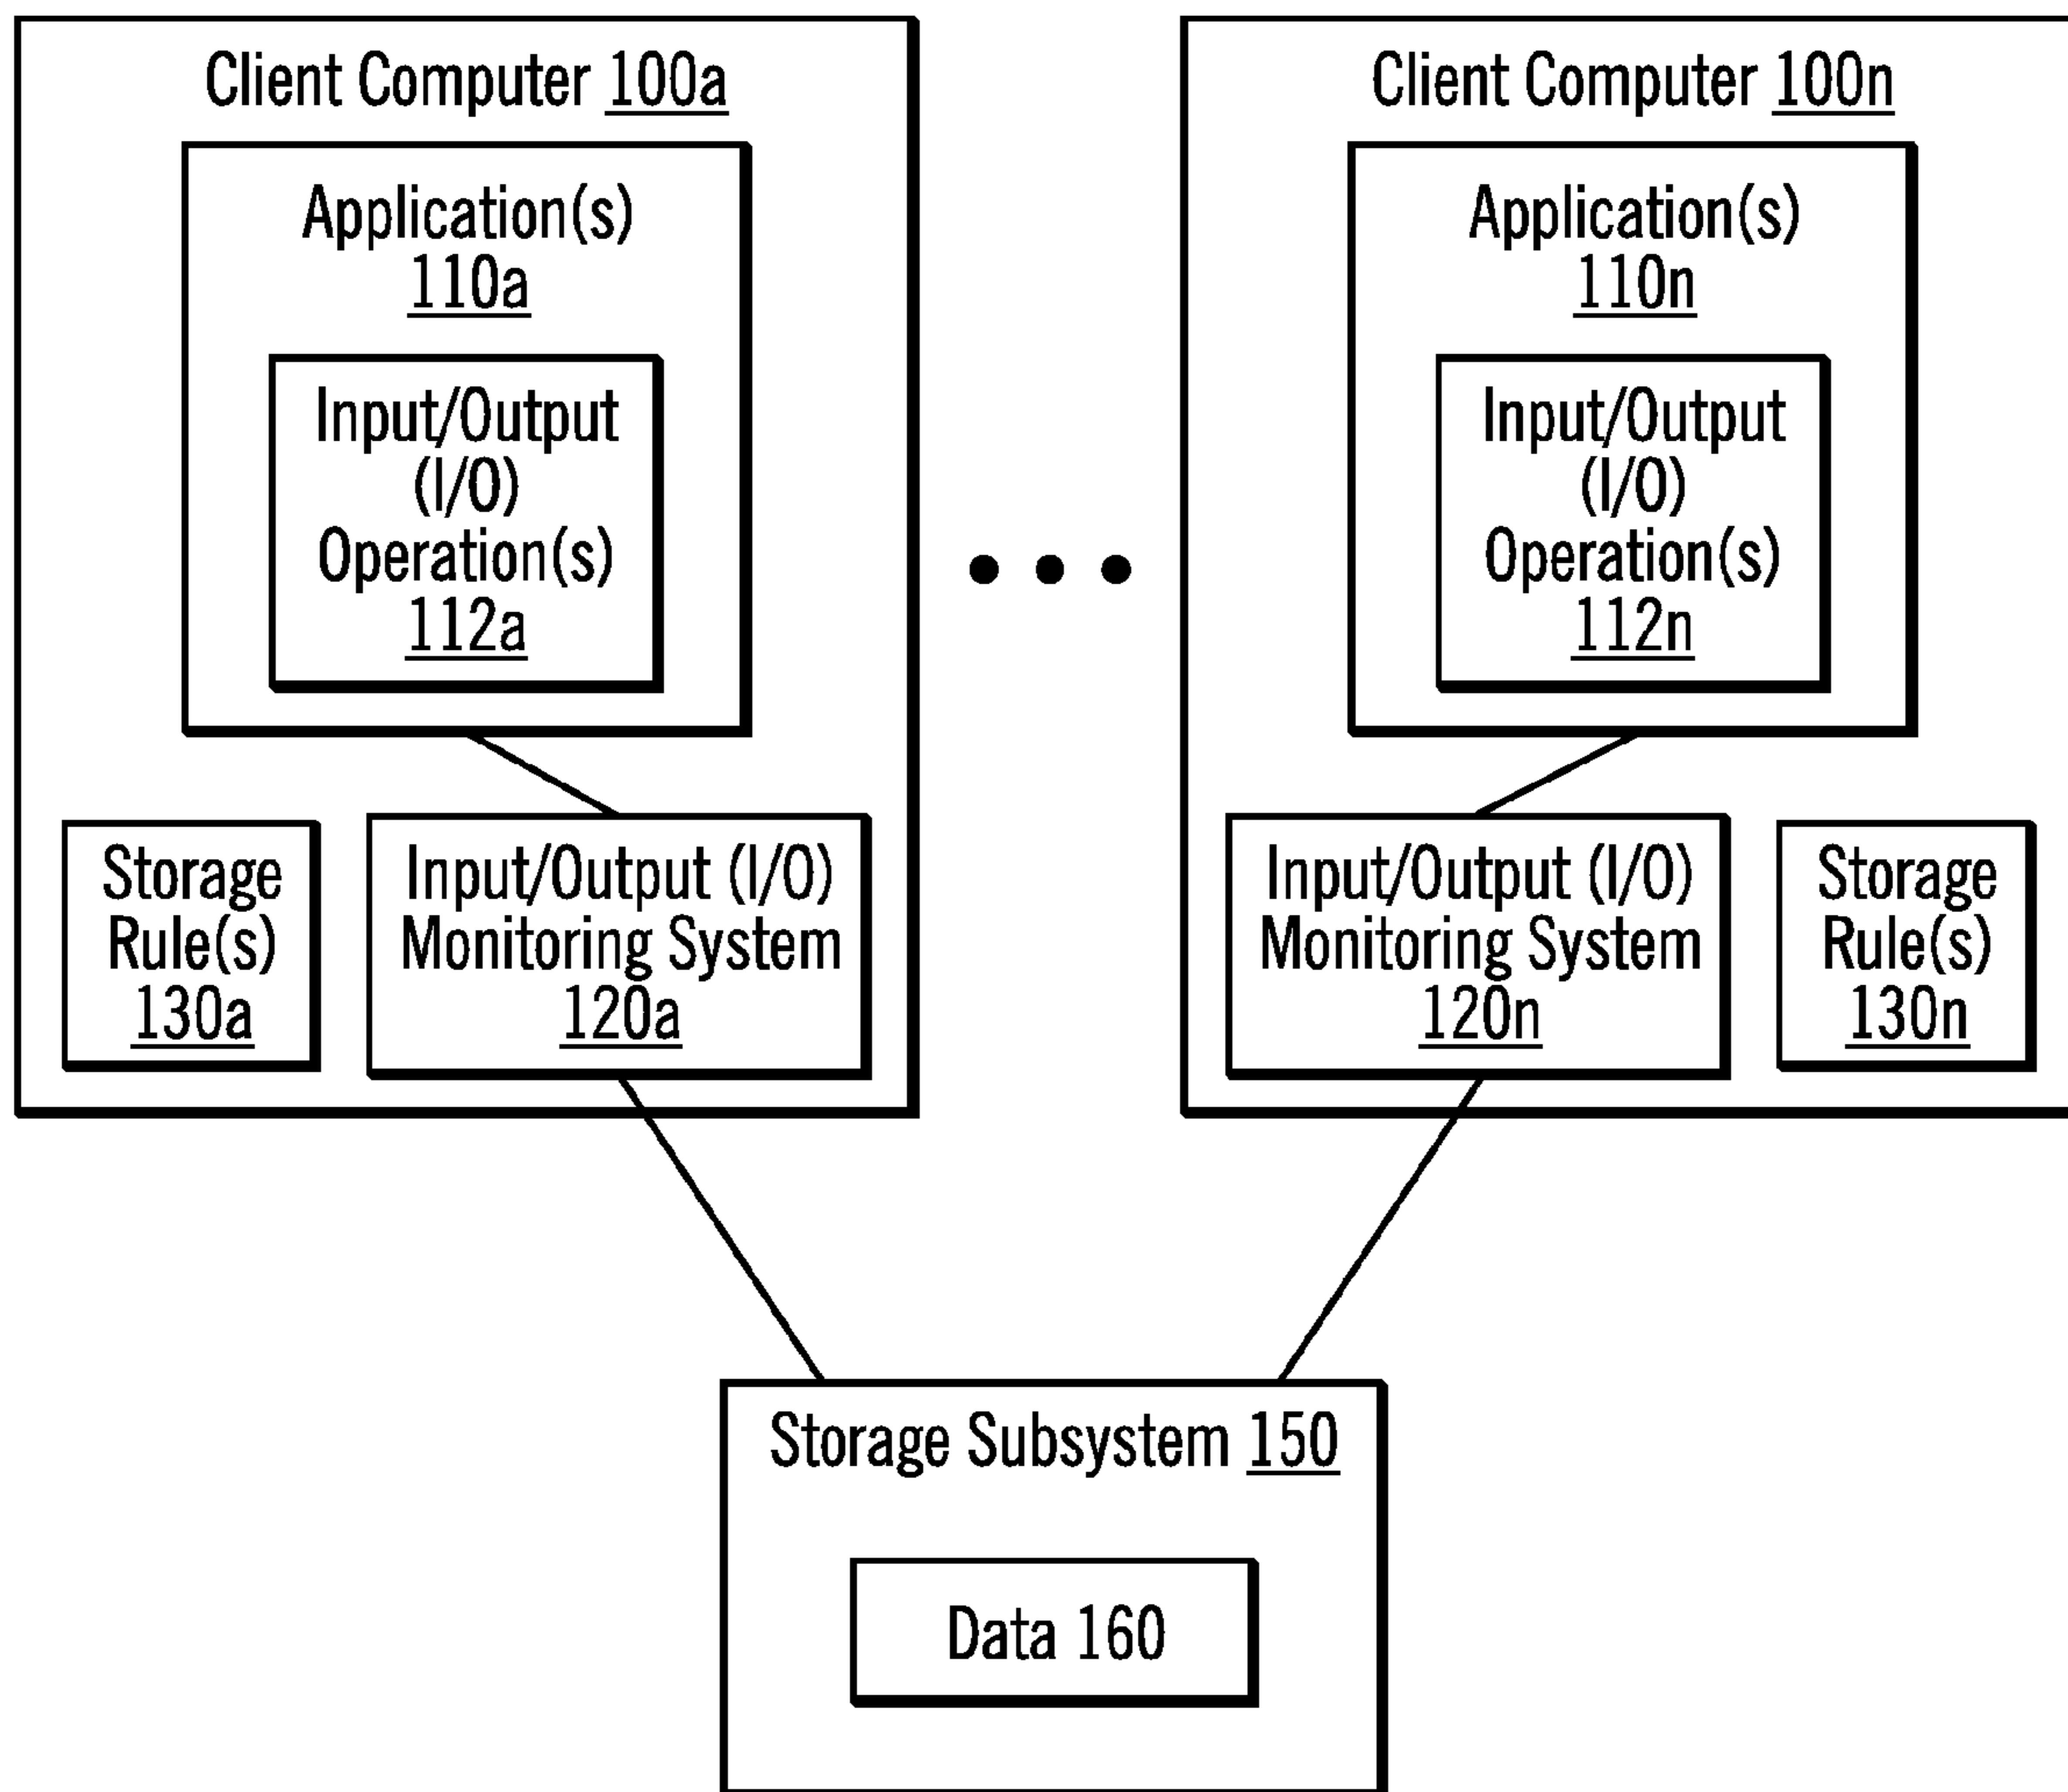 Client Computer 100a
Application(s)
110a
Input/Output
(I/O)
Operation(s)
112a
Storage
Rule(s)
130a
Input/Output (I/O)
Monitoring System
120a
Client Computer 100n
Application(s)
110n
Input/Output
(I/O)
Operation(s)
112n
Input/Output (I/O)
Monitoring System
120n
Storage
Rule(s)
130n
Storage Subsystem 150
Data 160